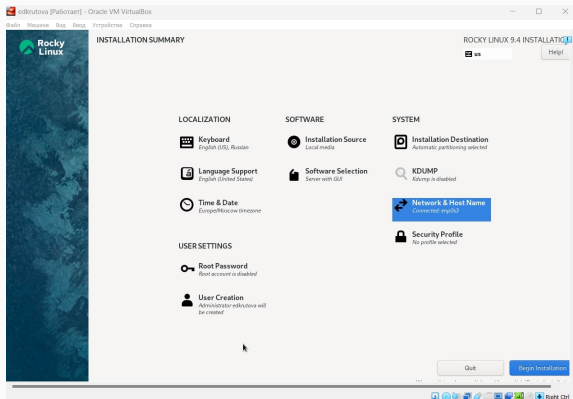 edkrutova [Работает] - Oracle VM VirtualBox
Файл Машина Вид Ввод Устройства Справка
Rocky
Linux
INSTALLATION SUMMARY
ROCKY LINUX 9.4 INSTALLATIO
us
Help!
LOCALIZATION
Keyboard
English (US), Russian
Language Support
English (United States)
Time & Date
Europe/Moscow timezone
SOFTWARE
Installation Source
Local media
Software Selection
Server with GUI
SYSTEM
Installation Destination
Automatic partitioning selected
KDUMP
Kdump is disabled
Network & Host Name
Connected: enp0s3
Security Profile
No profile selected
USER SETTINGS
Root Password
Root account is disabled
User Creation
Administrator edkrutova will
be created
Quit
Begin Installation
Right Ctrl